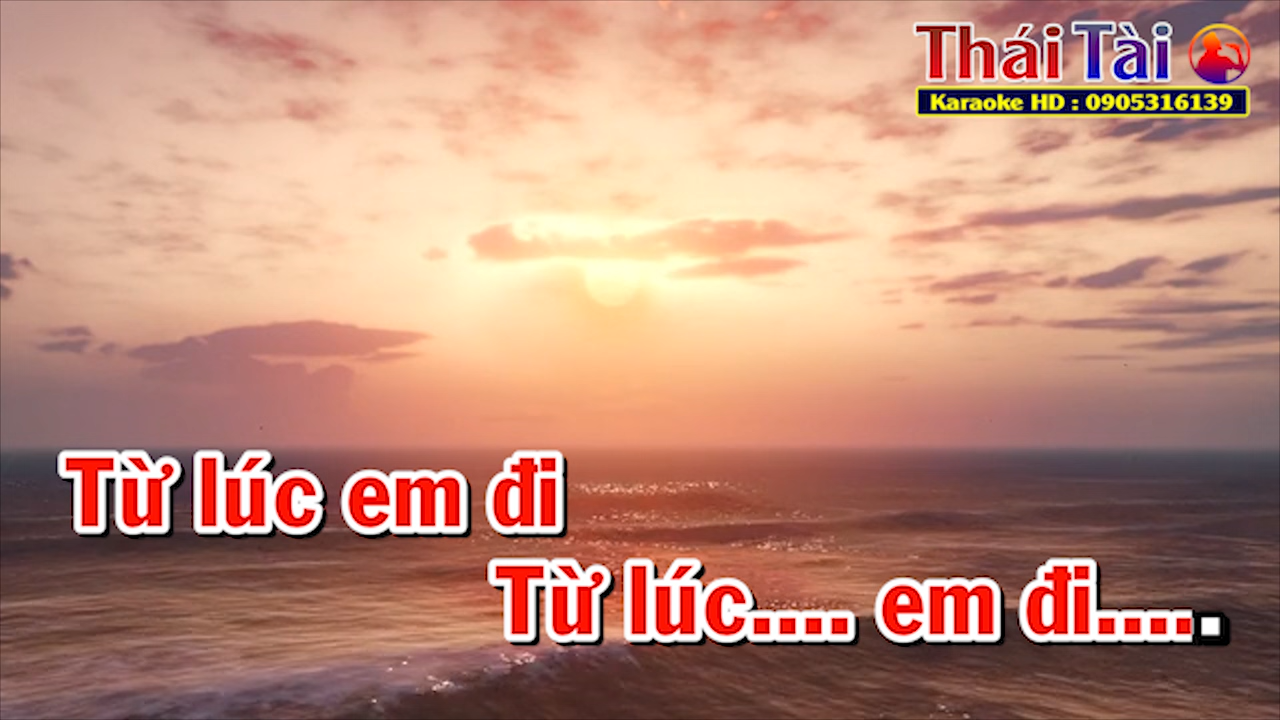 Thái Tài
Karaoke HD : 0905316139
Từ lúc em đi
Từ lúc.... em đi.....